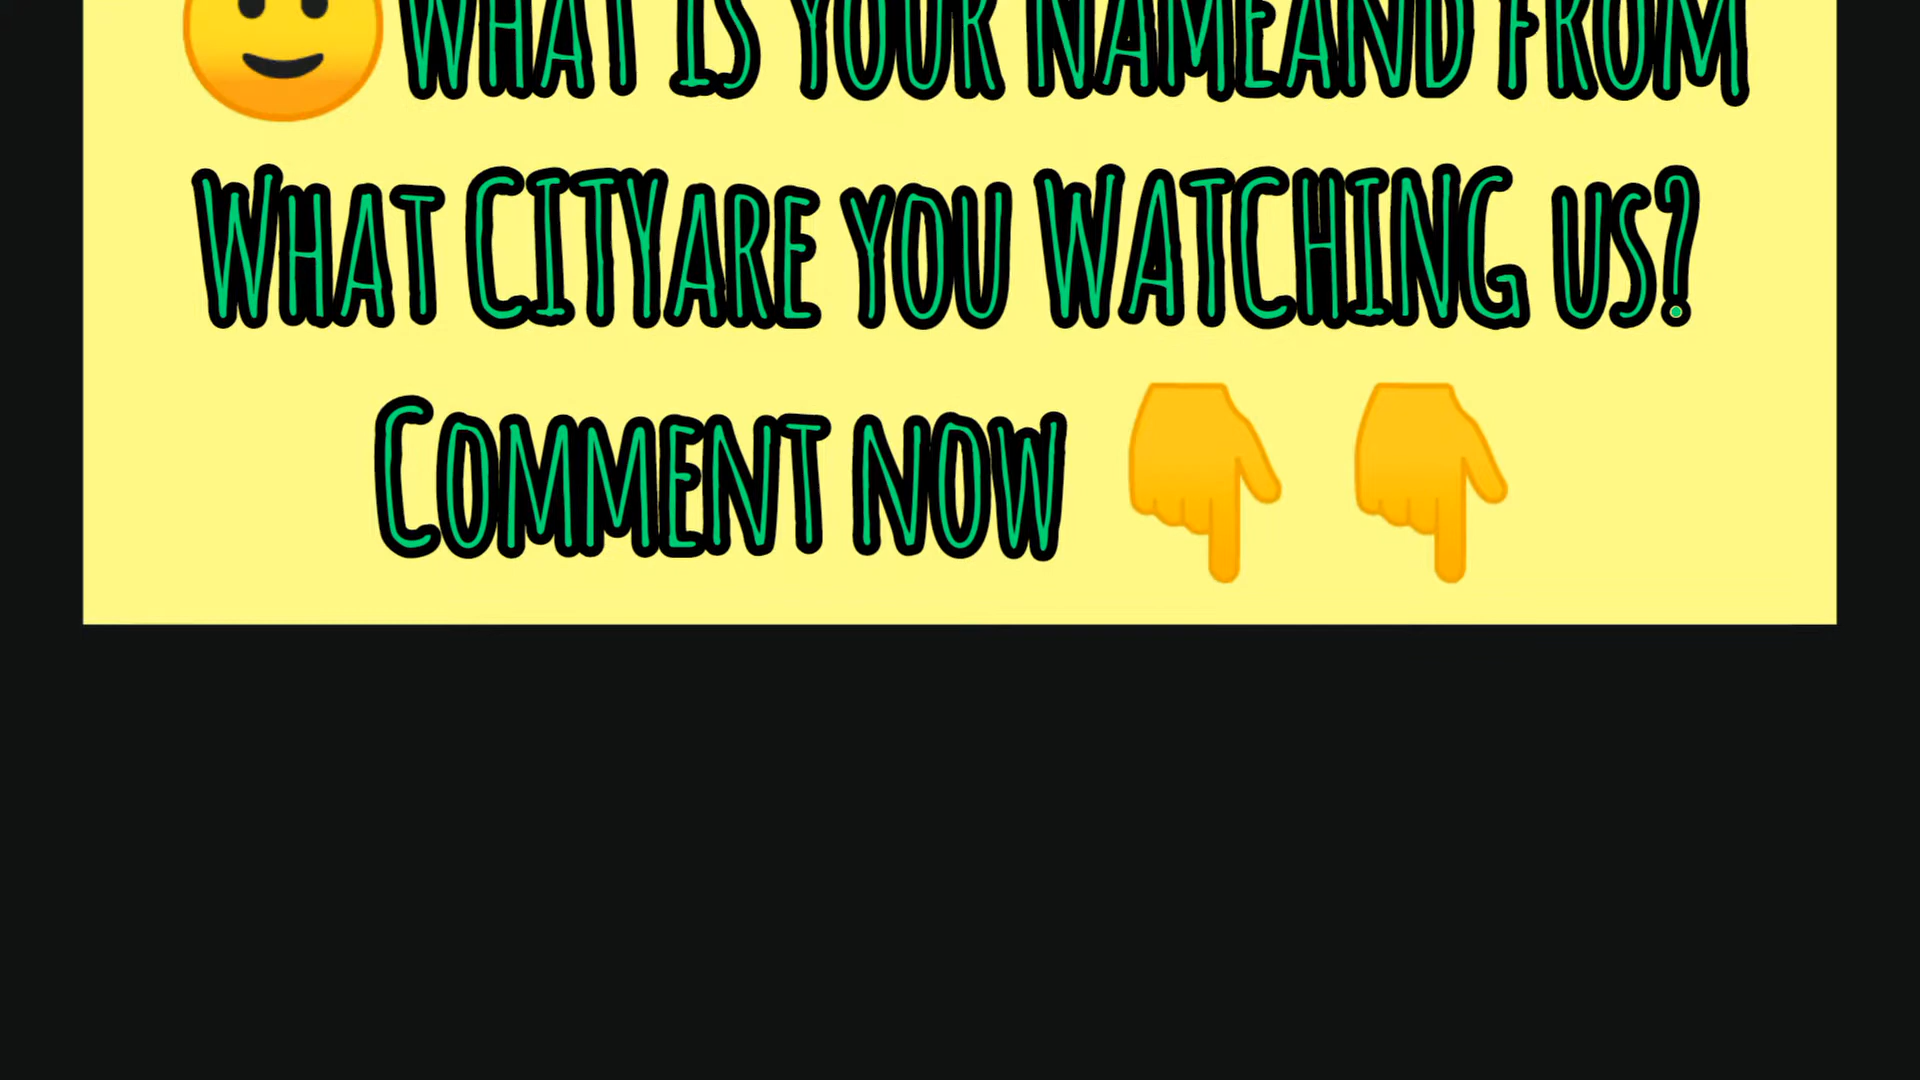 🙂WHAT IS YOUR NAMEAND FROM
WHAT CITYARE YOU WATCHING US?
COMMENT NOW 👇 👇